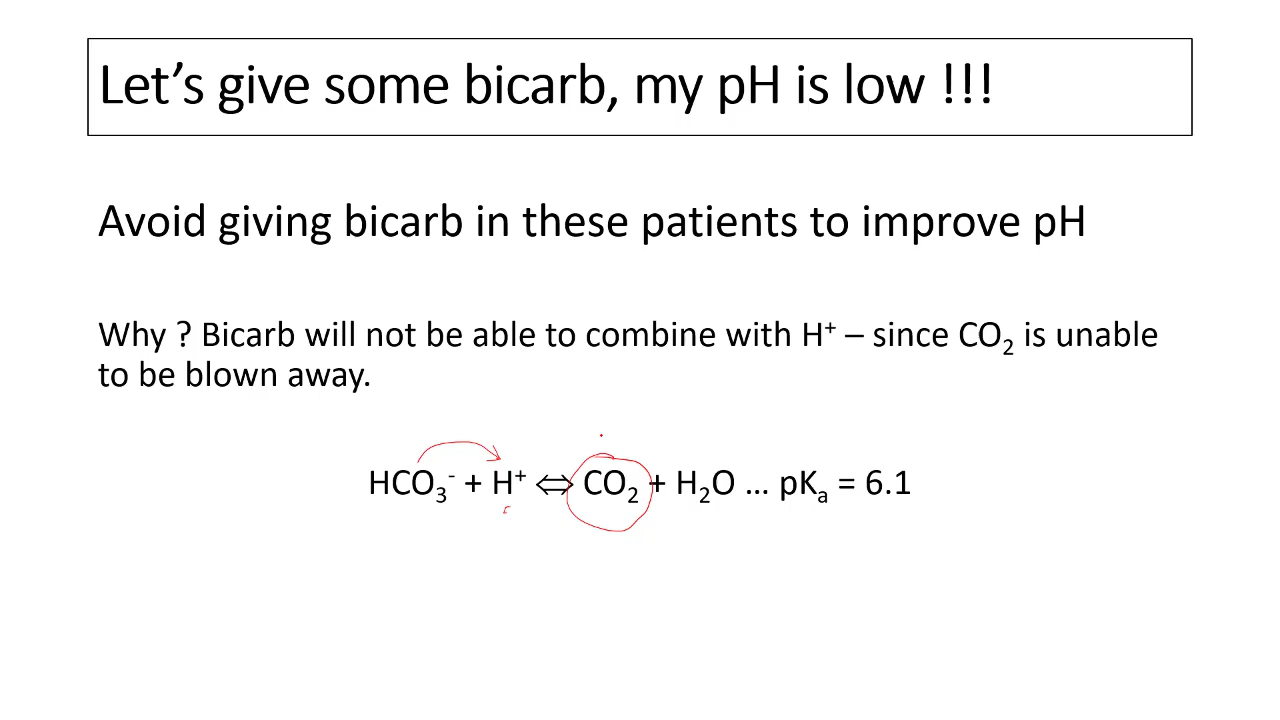 Let’s give some bicarb, my pH is low !!!
Avoid giving bicarb in these patients to improve pH
Why ? Bicarb will not be able to combine with H⁺ – since CO₂ is unable
to be blown away.
HCO₃⁻ + H⁺ ⇔ CO₂ + H₂O ... pKₐ = 6.1